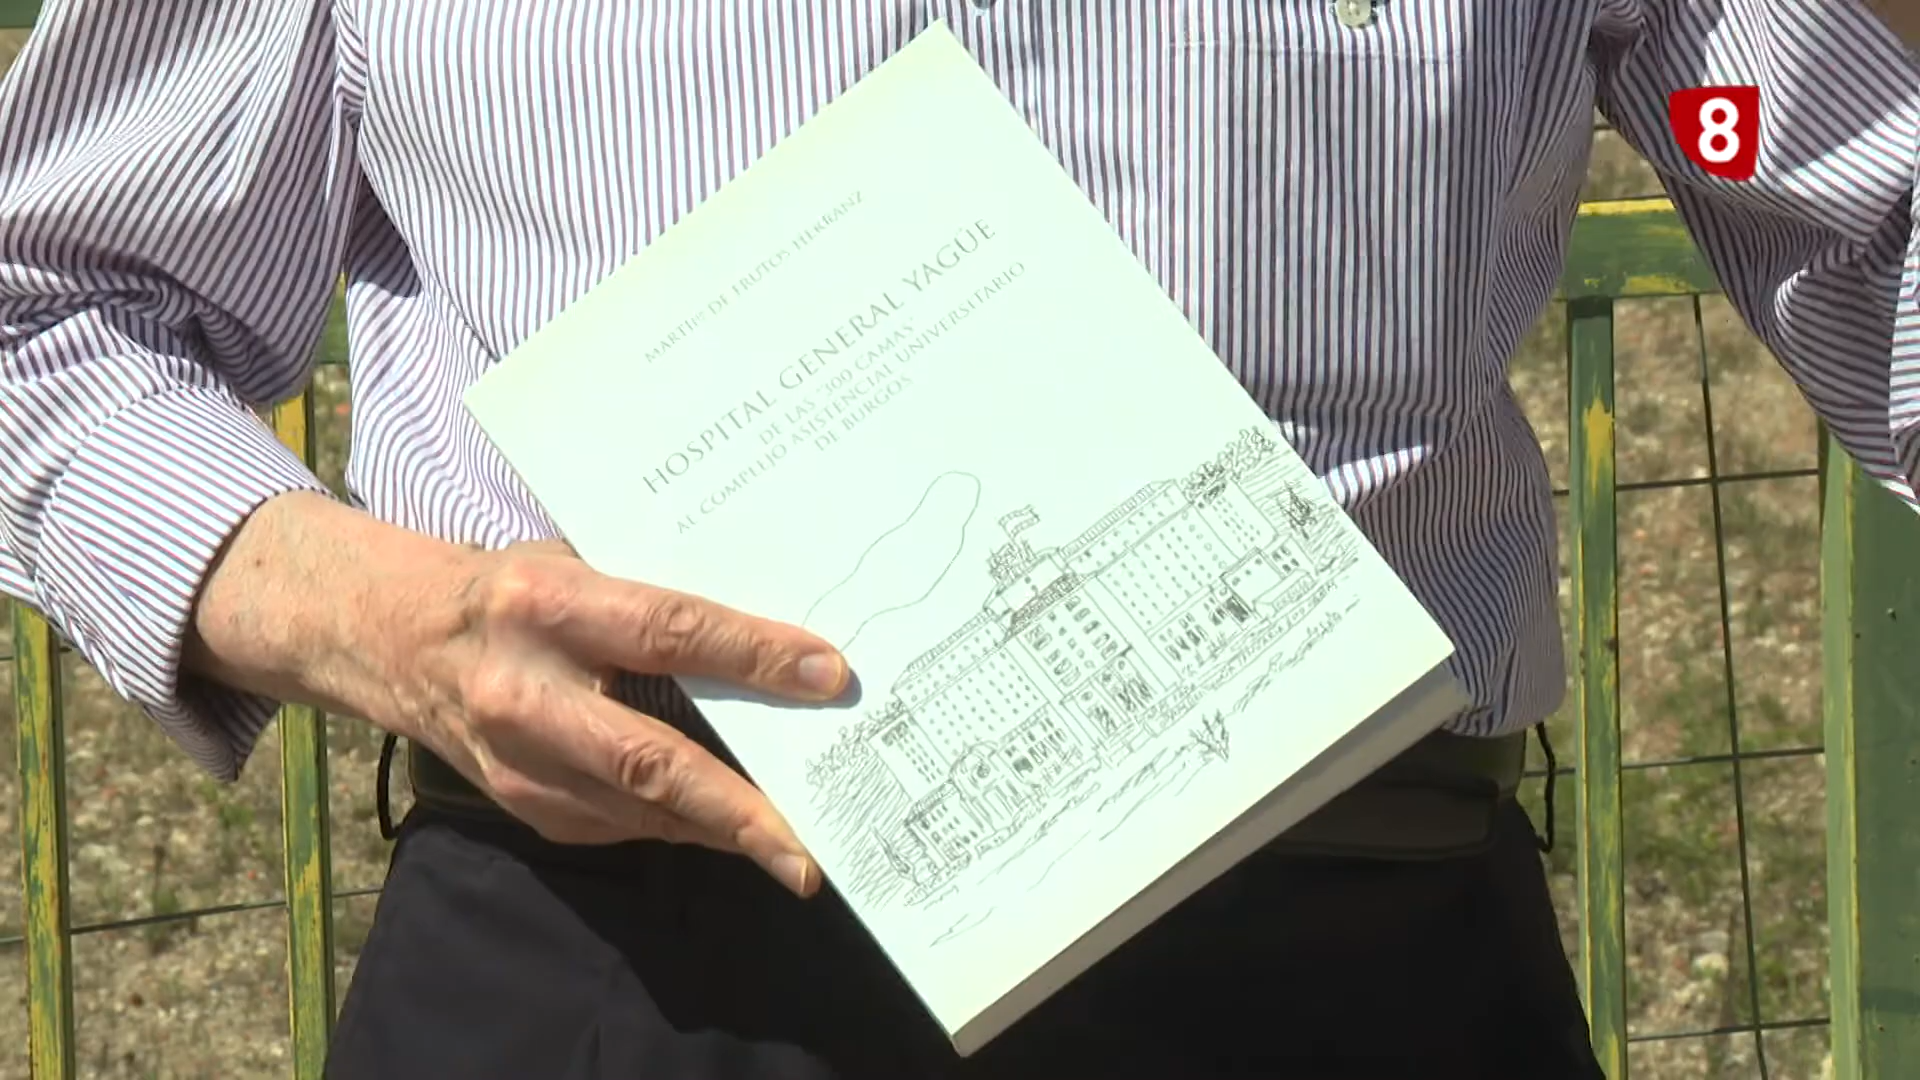 MARTÍN DE FRUTOS HERRANZ
HOSPITAL GENERAL YAGÜE
DE LAS "300 CAMAS"
AL COMPLEJO ASISTENCIAL UNIVERSITARIO
DE BURGOS
8